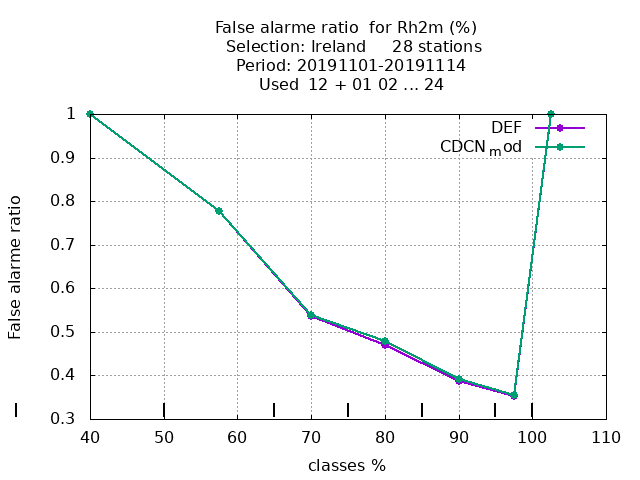 False alarme ratio  for Rh2m (%)
Selection: Ireland     28 stations
Period: 20191101-20191114
Used  12 + 01 02 ... 24
DEF
CDCNmod
False alarme ratio
1
0.9
0.8
0.7
0.6
0.5
0.4
0.3
40 50 60 70 80 90 100 110
classes %